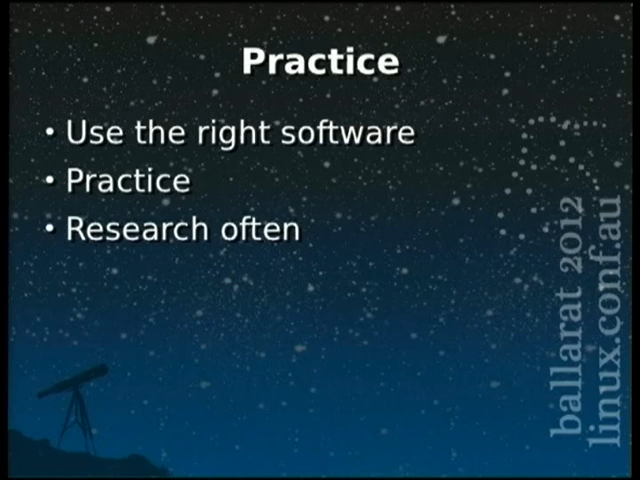 Practice
• Use the right software
• Practice
• Research often
ballarat 2012
linux.conf.au